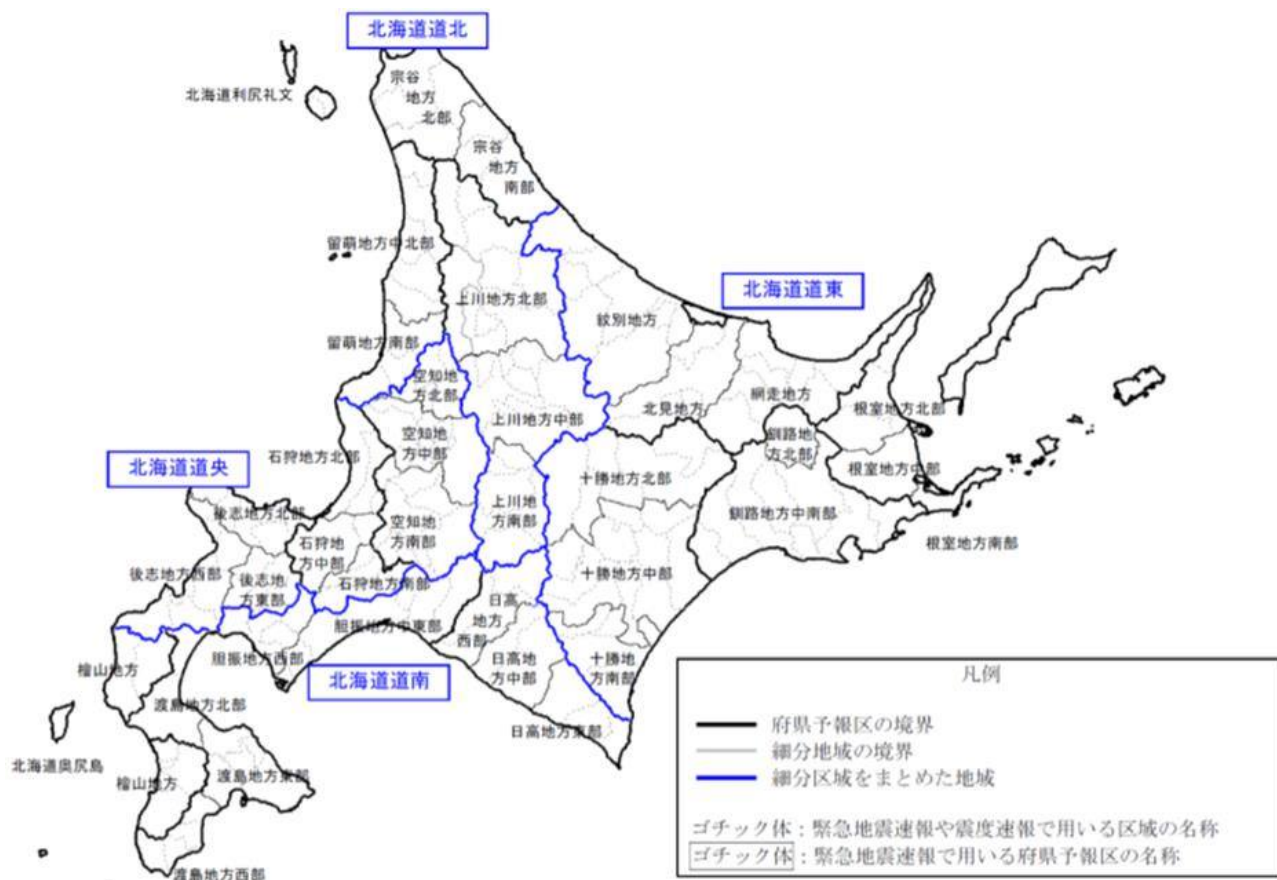 北海道道北
宗谷
地方
北部
北海道利尻礼文
宗谷
地方
南部
留萌地方中北部
上川地方北部
北海道道東
紋別地方
留萌地方南部
空知地
方北部
上川地方中部
北見地方
網走地方
根室地方北部
空知地
方中部
釧路地
方北部
石狩地方北部
北海道道央
十勝地方北部
根室地方中部
上川地
方南部
後志地方北部
空知地
方南部
釧路地方中南部
石狩地
方中部
根室地方南部
後志地方西部
後志地
方東部
石狩地方南部
十勝地方中部
日高
地方
西部
胆振地方中東部
胆振地方西部
檜山地方
日高地
方中部
十勝地
方南部
北海道道南
渡島地方北部
日高地方東部
北海道奥尻島
檜山地方
渡島地方東部
渡島地方西部
凡例
府県予報区の境界
細分地域の境界
細分区域をまとめた地域
ゴチック体：緊急地震速報や震度速報で用いる区域の名称
ゴチック体：緊急地震速報で用いる府県予報区の名称